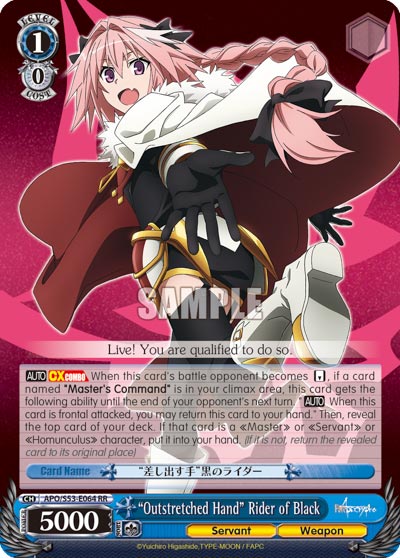 LEVEL
1
0
COST
SAMPLE
Live! You are qualified to do so.
AUTO CX COMBO When this card's battle opponent becomes , if a card
named "Master's Command" is in your climax area, this card gets the
following ability until the end of your opponent's next turn. AUTO When this
card is frontal attacked, you may return this card to your hand." Then, reveal
the top card of your deck. If that card is a «Master» or «Servant» or
«Homunculus» character, put it into your hand. (If it is not, return the revealed
card to its original place)
Card Name
“差し出す手”黒のライダー
CH APO/S53-E064 RR
“Outstretched Hand” Rider of Black
POWER
5000
Servant
Weapon
©Yuichiro Higashide,TYPE-MOON / FAPC